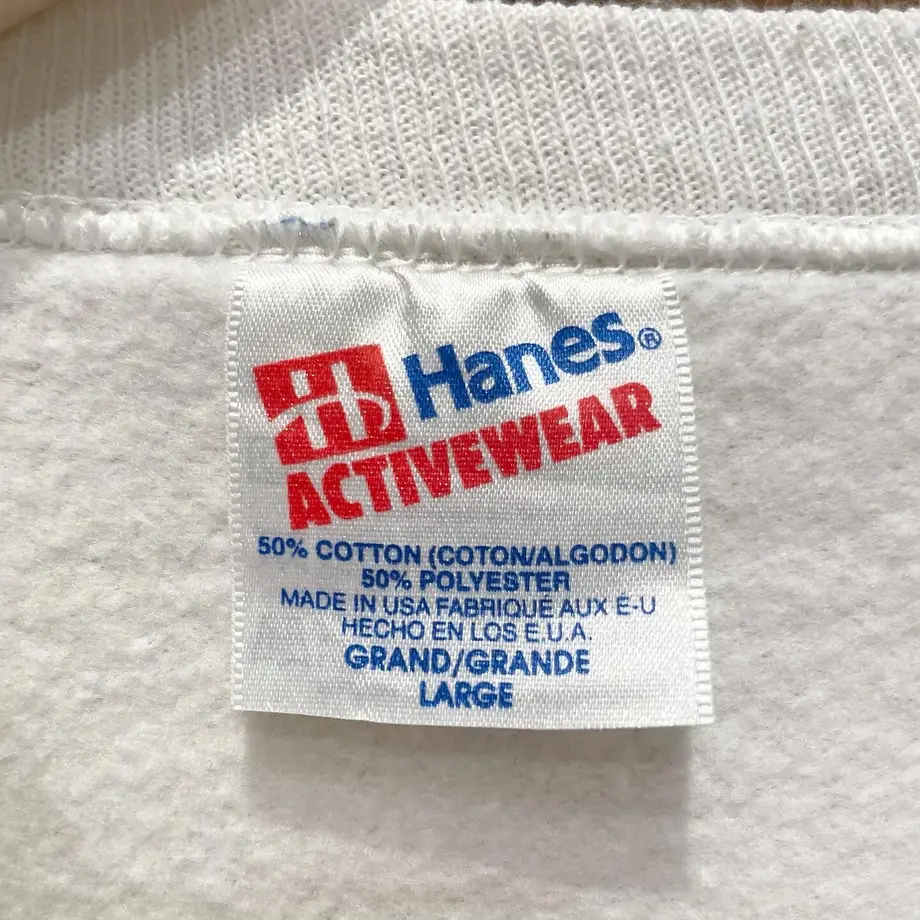 Hanes®
ACTIVEWEAR
50% COTTON (COTON/ALGODON)
50% POLYESTER
MADE IN USA FABRIQUÉ AUX E-U
HECHO EN LOS E.U.A.
GRAND/GRANDE
LARGE